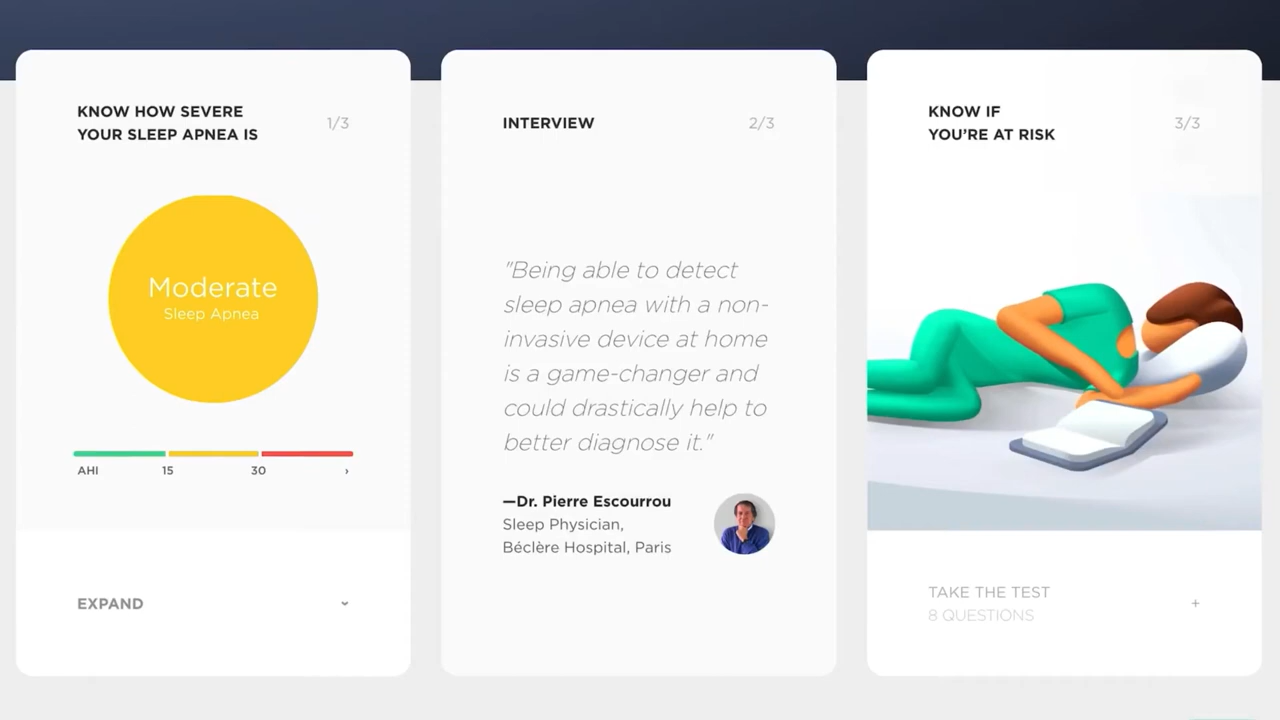 KNOW HOW SEVERE
YOUR SLEEP APNEA IS
1/3
Moderate
Sleep Apnea
AHI
15
30
›
EXPAND
INTERVIEW
2/3
"Being able to detect
sleep apnea with a non-
invasive device at home
is a game-changer and
could drastically help to
better diagnose it."
—Dr. Pierre Escourrou
Sleep Physician,
Béclère Hospital, Paris
KNOW IF
YOU’RE AT RISK
3/3
TAKE THE TEST
8 QUESTIONS
+